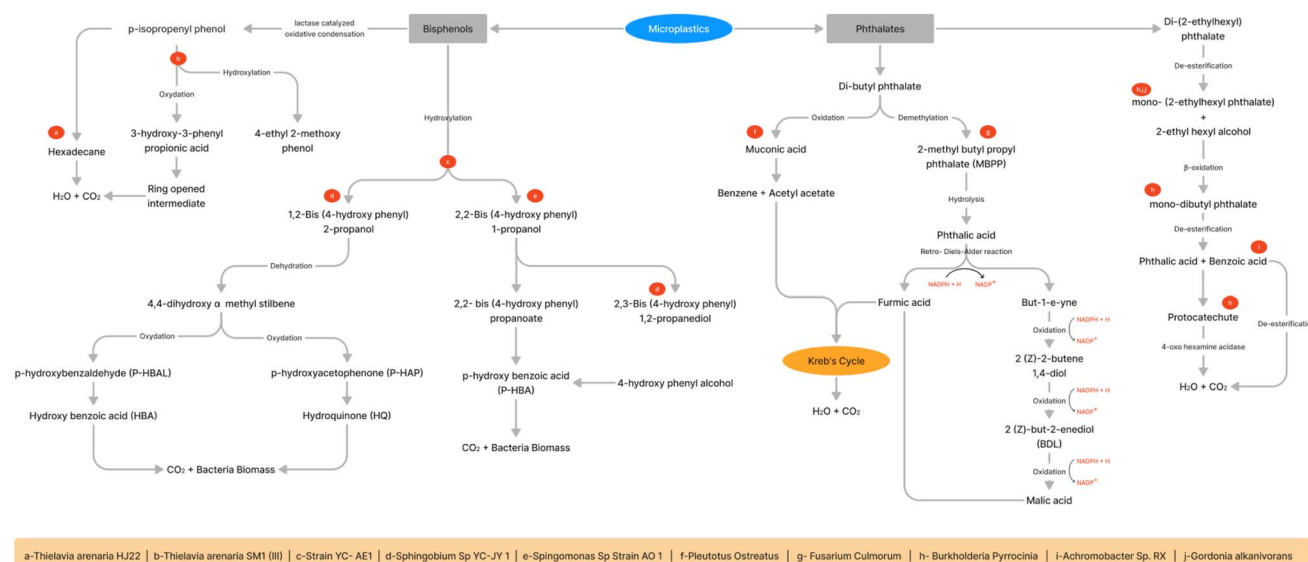 Microplastics
Bisphenols
Phthalates
lactase catalyzed
oxidative condensation
p-isopropenyl phenol
b
Hydroxylation
Oxydation
a
Hexadecane
3-hydroxy-3-phenyl
propionic acid
4-ethyl 2-methoxy
phenol
H₂O + CO₂
Ring opened
intermediate
Hydroxylation
c
d
1,2-Bis (4-hydroxy phenyl)
2-propanol
e
2,2-Bis (4-hydroxy phenyl)
1-propanol
Dehydration
4,4-dihydroxy α methyl stilbene
Oxydation
Oxydation
p-hydroxybenzaldehyde (P-HBAL)
p-hydroxyacetophenone (P-HAP)
Hydroxy benzoic acid (HBA)
Hydroquinone (HQ)
CO₂ + Bacteria Biomass
2,2- bis (4-hydroxy phenyl)
propanoate
d
2,3-Bis (4-hydroxy phenyl)
1,2-propanediol
p-hydroxy benzoic acid
(P-HBA)
4-hydroxy phenyl alcohol
CO₂ + Bacteria Biomass
Di-butyl phthalate
Oxidation
Demethylation
f
Muconic acid
g
2-methyl butyl propyl
phthalate (MBPP)
Benzene + Acetyl acetate
Hydrolysis
Phthalic acid
Retro- Diels-Alder reaction
NADPH + H
NADP⁺
Furmic acid
But-1-e-yne
Kreb's Cycle
H₂O + CO₂
Oxidation
NADPH + H
NADP⁺
2 (Z)-2-butene
1,4-diol
Oxidation
NADPH + H
NADP⁺
2 (Z)-but-2-enediol
(BDL)
Oxidation
NADPH + H
NADP⁺
Malic acid
Di-(2-ethylhexyl)
phthalate
De-esterification
h,i,j
mono- (2-ethylhexyl phthalate)
+
2-ethyl hexyl alcohol
β-oxidation
h
mono-dibutyl phthalate
De-esterification
i
Phthalic acid + Benzoic acid
h
Protocatechute
De-esterification
4-oxo hexamine acidase
H₂O + CO₂
a-Thielavia arenaria HJ22 | b-Thielavia arenaria SM1 (III) | c-Strain YC- AE1 | d-Sphingobium Sp YC-JY 1 | e-Spingomonas Sp Strain AO 1 | f-Pleutotus Ostreatus | g- Fusarium Culmorum | h- Burkholderia Pyrrocinia | i-Achromobacter Sp. RX | j-Gordonia alkanivorans